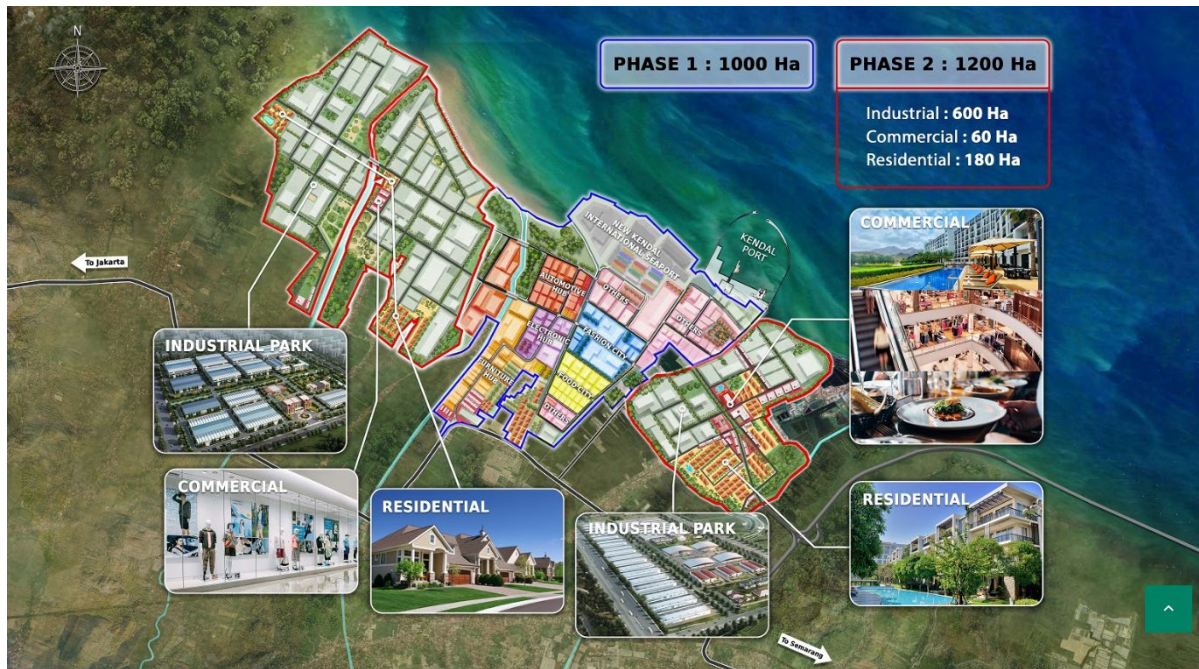 N
PHASE 1 : 1000 Ha
PHASE 2 : 1200 Ha
Industrial : 600 Ha
Commercial : 60 Ha
Residential : 180 Ha
COMMERCIAL
NEW KENDAL
INTERNATIONAL SEAPORT
KENDAL
PORT
To Jakarta
AUTOMOTIVE
HUB
OTHERS
OTHERS
ELECTRONIC
HUB
FASHION CITY
FURNITURE
HUB
FOOD CITY
OTHERS
INDUSTRIAL PARK
COMMERCIAL
RESIDENTIAL
INDUSTRIAL PARK
RESIDENTIAL
To Semarang